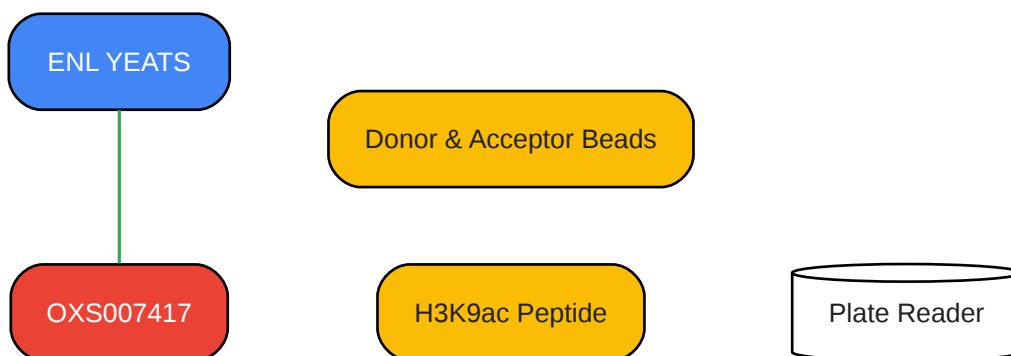 ENL YEATS
Donor & Acceptor Beads
OXS007417
H3K9ac Peptide
Plate Reader